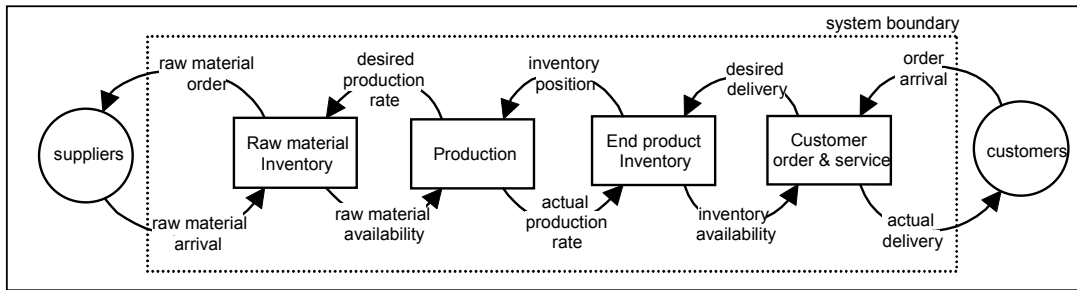 system boundary
raw material
order
desired
production
rate
inventory
position
desired
delivery
order
arrival
suppliers
Raw material
Inventory
Production
End product
Inventory
Customer
order & service
customers
raw material
arrival
raw material
availability
actual
production
rate
inventory
availability
actual
delivery